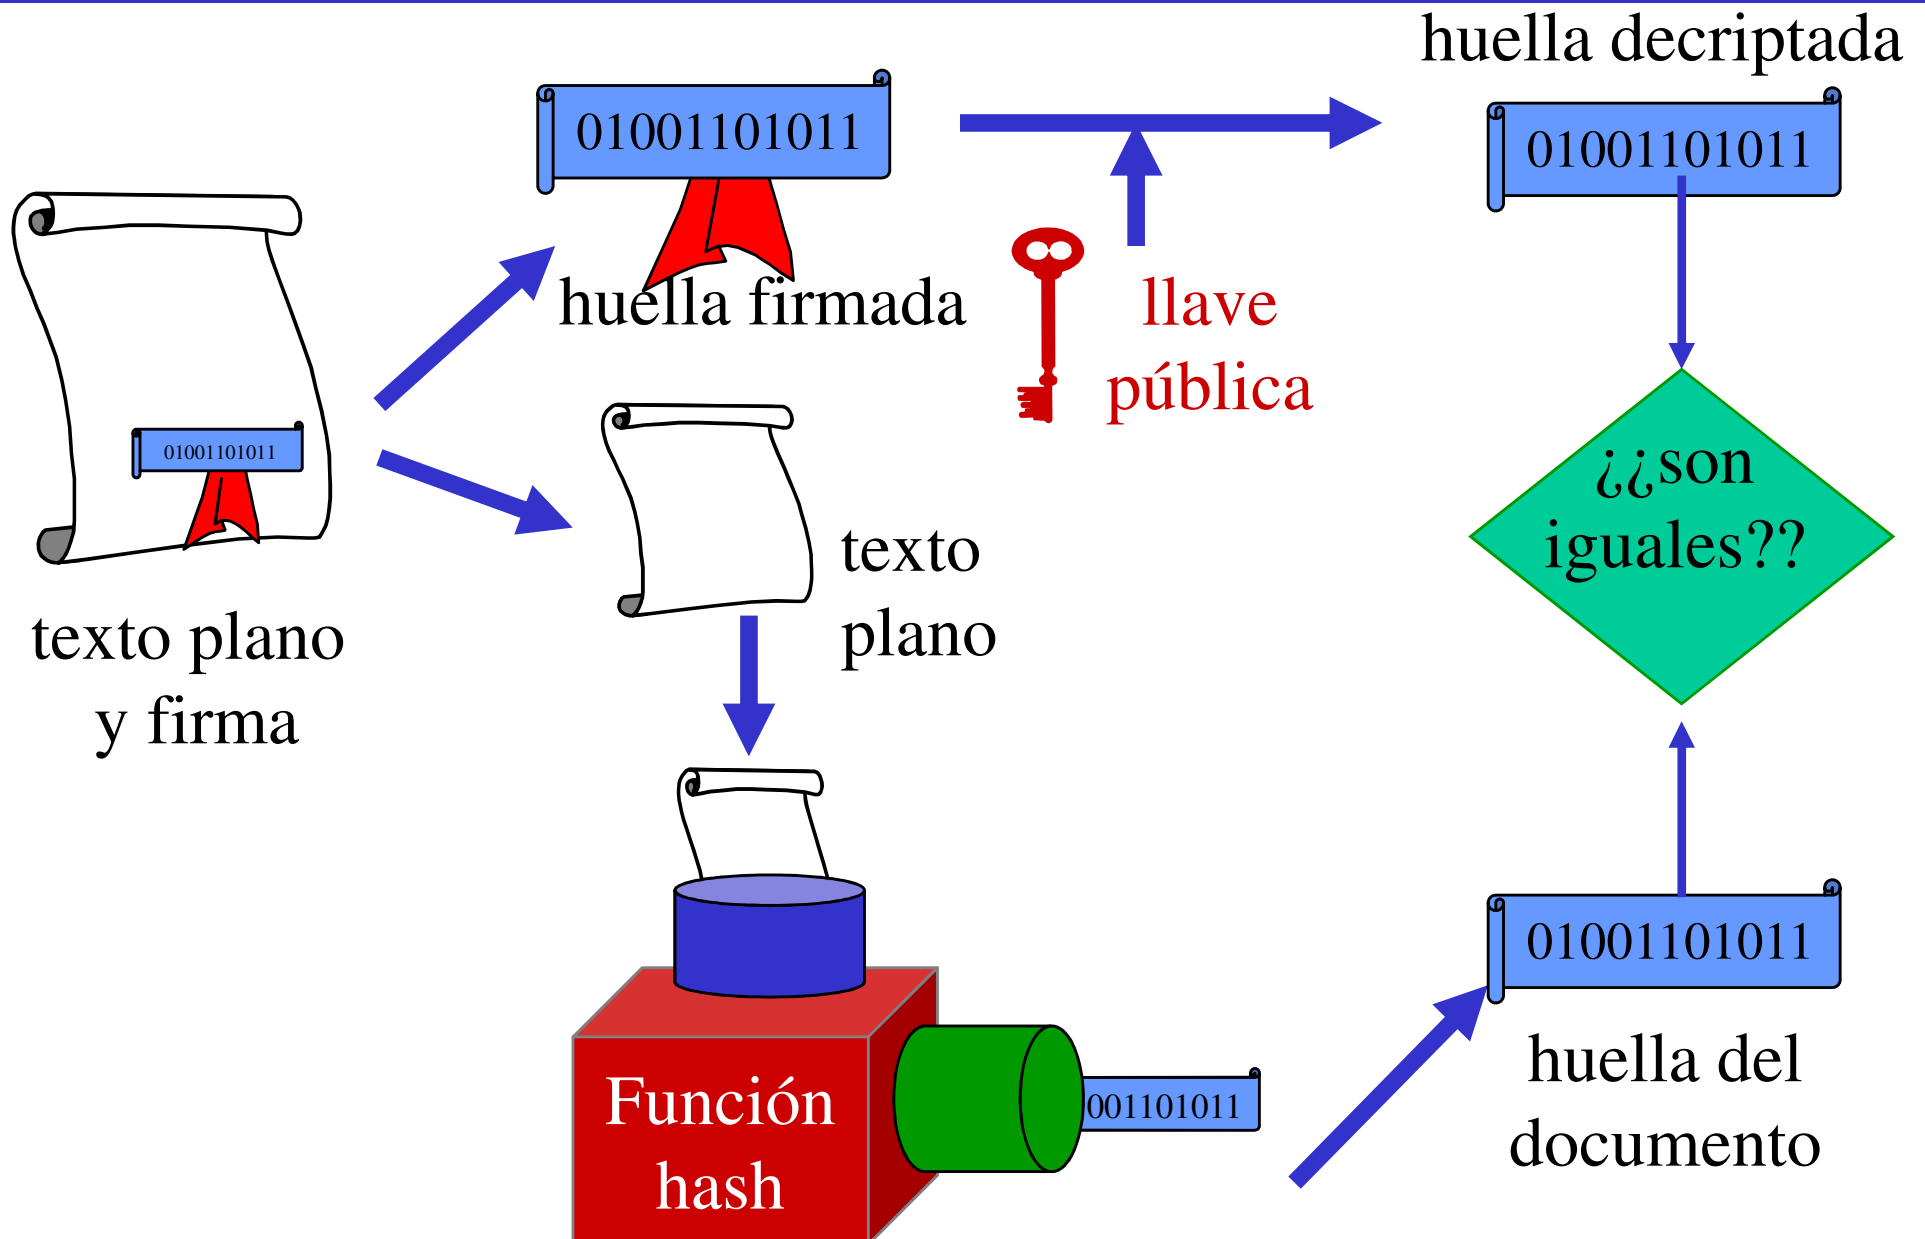 huella decriptada
01001101011
01001101011
huella firmada
llave
pública
01001101011
texto plano
y firma
texto
plano
¿¿son
iguales??
Función
hash
001101011
01001101011
huella del
documento